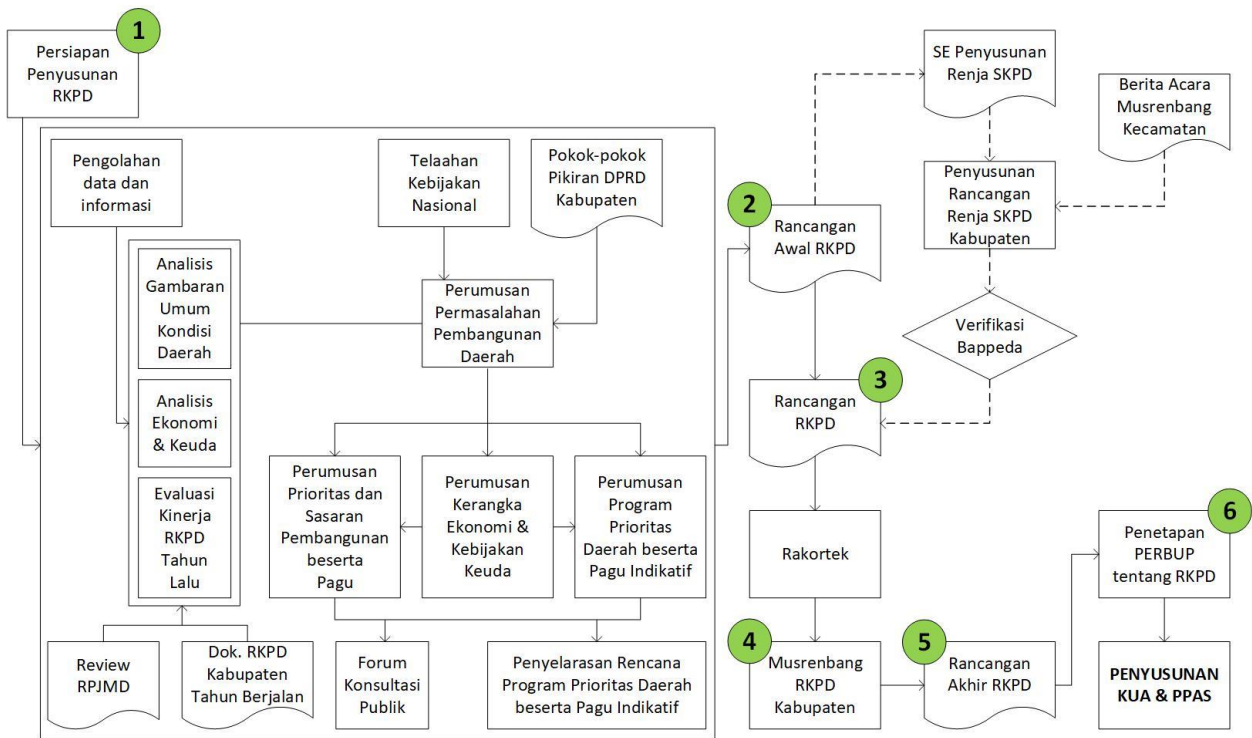 1
Persiapan
Penyusunan
RKPD
Pengolahan
data dan
informasi
Telaahan
Kebijakan
Nasional
Pokok-pokok
Pikiran DPRD
Kabupaten
Analisis
Gambaran
Umum
Kondisi
Daerah
Perumusan
Permasalahan
Pembangunan
Daerah
Analisis
Ekonomi
& Keuda
Evaluasi
Kinerja
RKPD
Tahun
Lalu
Perumusan
Prioritas dan
Sasaran
Pembangunan
beserta
Pagu
Perumusan
Kerangka
Ekonomi &
Kebijakan
Keuda
Perumusan
Program
Prioritas
Daerah beserta
Pagu Indikatif
Review
RPJMD
Dok. RKPD
Kabupaten
Tahun Berjalan
Forum
Konsultasi
Publik
Penyelarasan Rencana
Program Prioritas Daerah
beserta Pagu Indikatif
2
Rancangan
Awal RKPD
SE Penyusunan
Renja SKPD
Berita Acara
Musrenbang
Kecamatan
Penyusunan
Rancangan
Renja SKPD
Kabupaten
Verifikasi
Bappeda
3
Rancangan
RKPD
Rakortek
4
Musrenbang
RKPD
Kabupaten
5
Rancangan
Akhir RKPD
6
Penetapan
PERBUP
tentang RKPD
PENYUSUNAN
KUA & PPAS